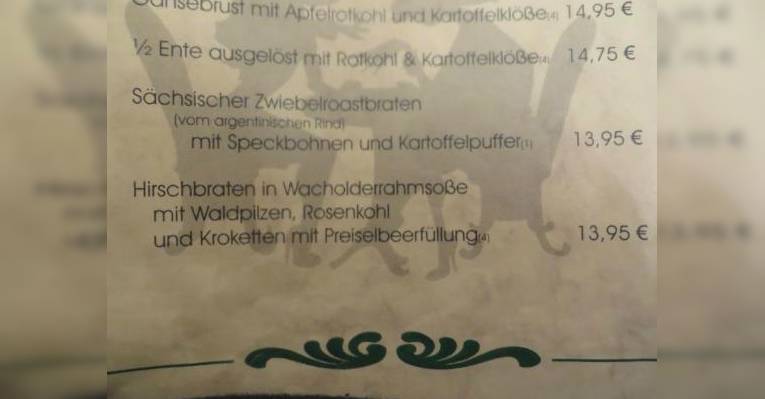 Gänsebrust mit Apfelrotkohl und Kartoffelklöße(4) 14,95 €
½ Ente ausgelöst mit Rotkohl & Kartoffelklöße(4) 14,75 €
Sächsischer Zwiebelroastbraten
(vom argentinischen Rind)
mit Speckbohnen und Kartoffelpuffer(1) 13,95 €
Hirschbraten in Wacholderrahmsoße
mit Waldpilzen, Rosenkohl
und Kroketten mit Preiselbeerfüllung(4) 13,95 €